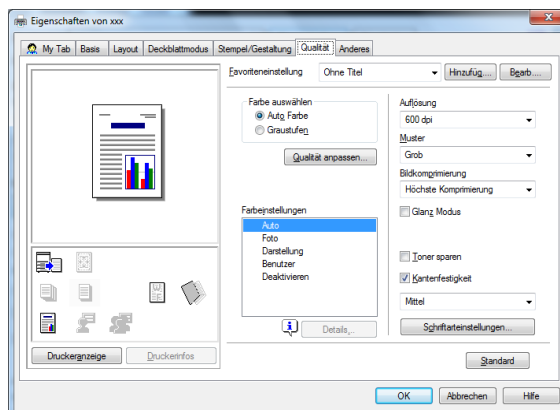 Eigenschaften von xxx
My Tab Basis Layout Deckblattmodus Stempel/Gestaltung Qualität Anderes
Favoriteneinstellung Ohne Titel Hinzufüg.... Bearb....
Farbe auswählen
Auto Farbe
Graustufen
Qualität anpassen...
Farbeinstellungen
Auto
Foto
Darstellung
Benutzer
Deaktivieren
Details...
Auflösung
600 dpi
Muster
Grob
Bildkomprimierung
Höchste Komprimierung
Glanz Modus
Toner sparen
Kantenfestigkeit
Mittel
Schriftarteinstellungen...
Druckeranzeige Druckerinfos
Standard
OK Abbrechen Hilfe